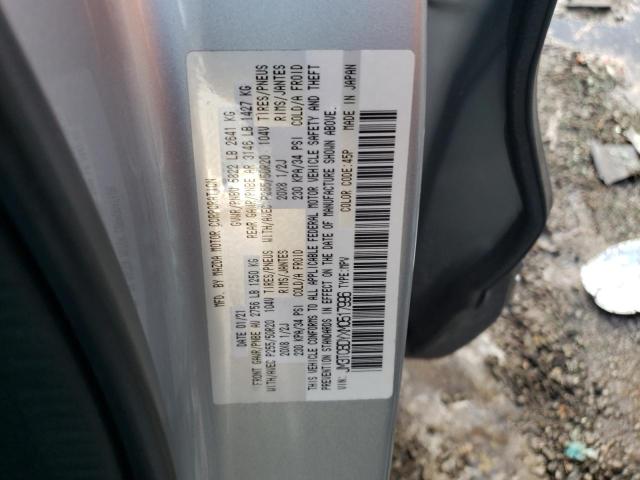 MFD. BY MAZDA MOTOR CORPORATION
DATE: 01/21 GVWR/PNBV 5822 LB 2641 KG
FRONT GAWR/PNBE AV 2756 LB 1250 KG REAR GAWR/PNBE AR 3146 LB 1427 KG
WITH/AVEC P255/50R20 104V TIRES/PNEUS WITH/AVEC P255/50R20 104V TIRES/PNEUS
20X8 1/2J RIMS/JANTES 20X8 1/2J RIMS/JANTES
230 KPA/34 PSI COLD/A FROID 230 KPA/34 PSI COLD/A FROID
THIS VEHICLE CONFORMS TO ALL APPLICABLE FEDERAL MOTOR VEHICLE SAFETY AND THEFT
PREVENTION STANDARDS IN EFFECT ON THE DATE OF MANUFACTURE SHOWN ABOVE.
VIN: JM3TCBDY7M0517996 TYPE:MPV COLOR CODE:45P MADE IN JAPAN